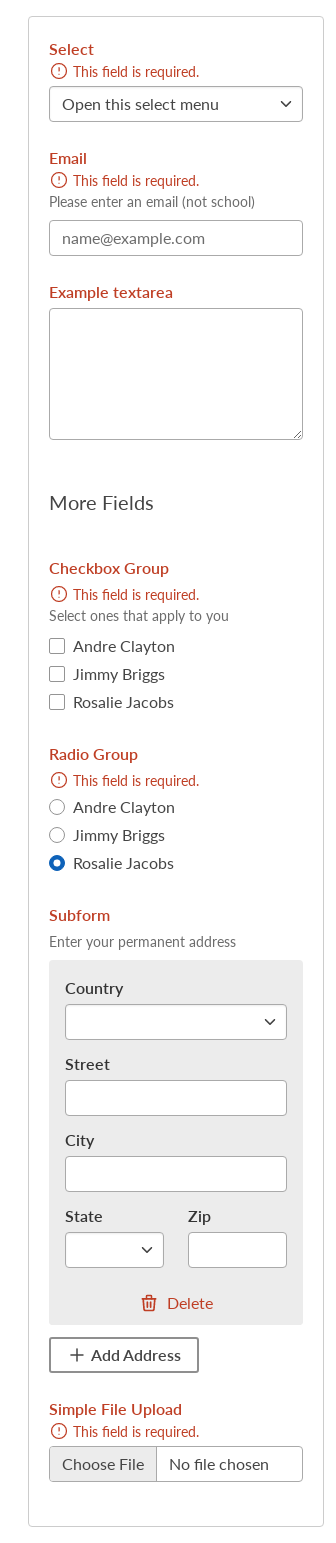 Select
This field is required.
Open this select menu
Email
This field is required.
Please enter an email (not school)
name@example.com
Example textarea
More Fields
Checkbox Group
This field is required.
Select ones that apply to you
Andre Clayton
Jimmy Briggs
Rosalie Jacobs
Radio Group
This field is required.
Andre Clayton
Jimmy Briggs
Rosalie Jacobs
Subform
Enter your permanent address
Country
Street
City
State Zip
Delete
Add Address
Simple File Upload
This field is required.
Choose File No file chosen